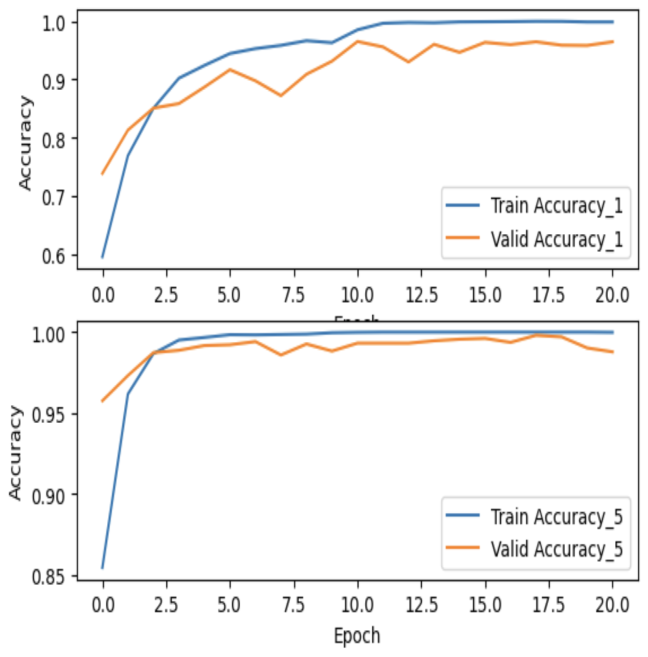 1.0
0.9
0.8
0.7
0.6
Accuracy
Train Accuracy_1
Valid Accuracy_1
0.0 2.5 5.0 7.5 10.0 12.5 15.0 17.5 20.0
Epoch
1.00
0.95
0.90
0.85
Accuracy
Train Accuracy_5
Valid Accuracy_5
0.0 2.5 5.0 7.5 10.0 12.5 15.0 17.5 20.0
Epoch